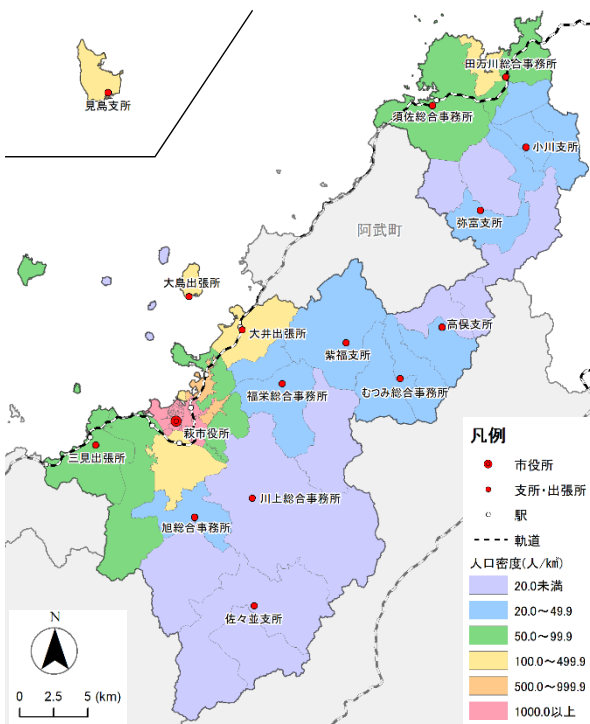 見島支所
田万川総合事務所
須佐総合事務所
小川支所
弥富支所
阿武町
大島出張所
大井出張所
高俣支所
紫福支所
むつみ総合事務所
福栄総合事務所
萩市役所
三見出張所
川上総合事務所
旭総合事務所
佐々並支所
凡例
市役所
支所・出張所
駅
軌道
人口密度(人/㎢)
20.0未満
20.0～49.9
50.0～99.9
100.0～499.9
500.0～999.9
1000.0以上
N
0 2.5 5 (km)